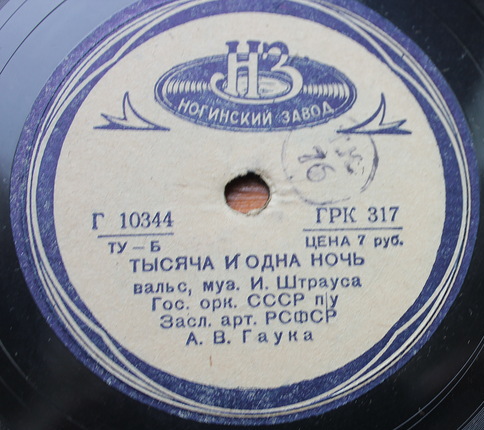 НЗ
НОГИНСКИЙ ЗАВОД
16
Г 10344
ГРК 317
ТУ — Б
ЦЕНА 7 руб.
ТЫСЯЧА И ОДНА НОЧЬ
вальс, муз. И. Штрауса
Гос. орк. СССР п/у
Засл. арт. РСФСР
А. В. Гаука